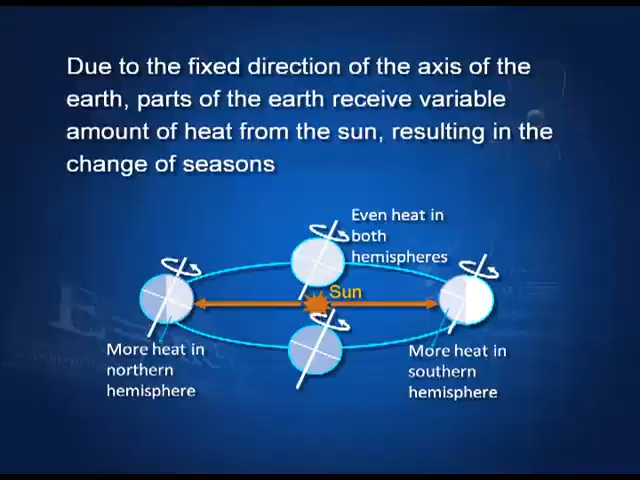 Due to the fixed direction of the axis of the
earth, parts of the earth receive variable
amount of heat from the sun, resulting in the
change of seasons
Even heat in
both
hemispheres
Sun
More heat in
northern
hemisphere
More heat in
southern
hemisphere